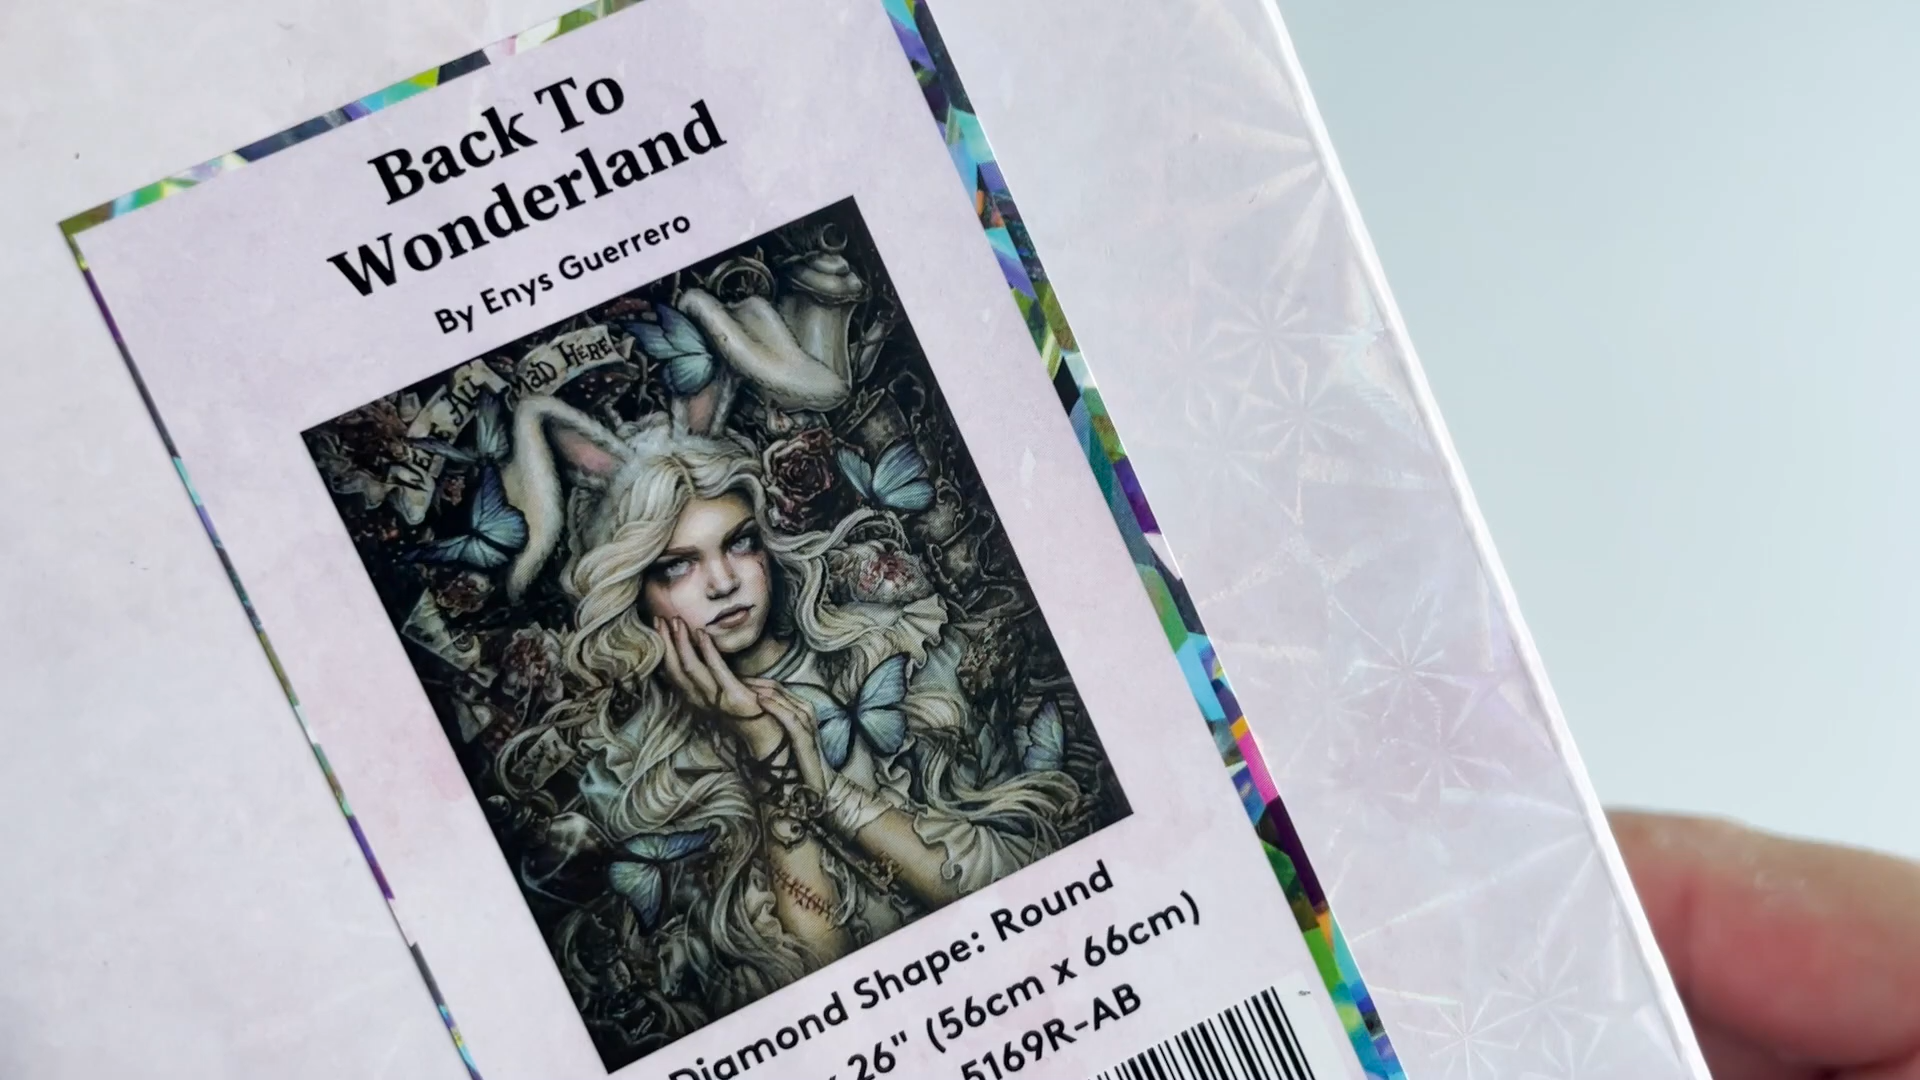 Back To
Wonderland
By Enys Guerrero
WE'RE ALL MAD HERE
Diamond Shape: Round
x 26" (56cm x 66cm)
5169R-AB